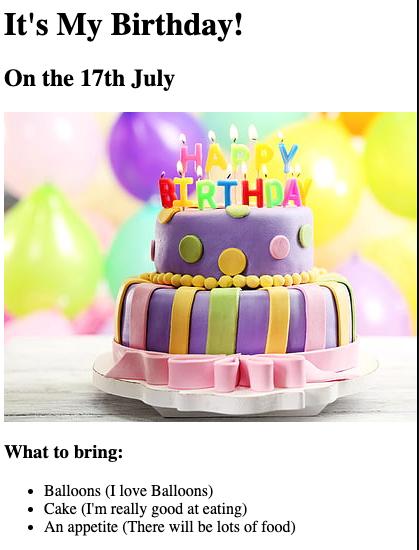 It's My Birthday!
On the 17th July
HAPPY
BIRTHDAY
What to bring:
Balloons (I love Balloons)
Cake (I'm really good at eating)
An appetite (There will be lots of food)